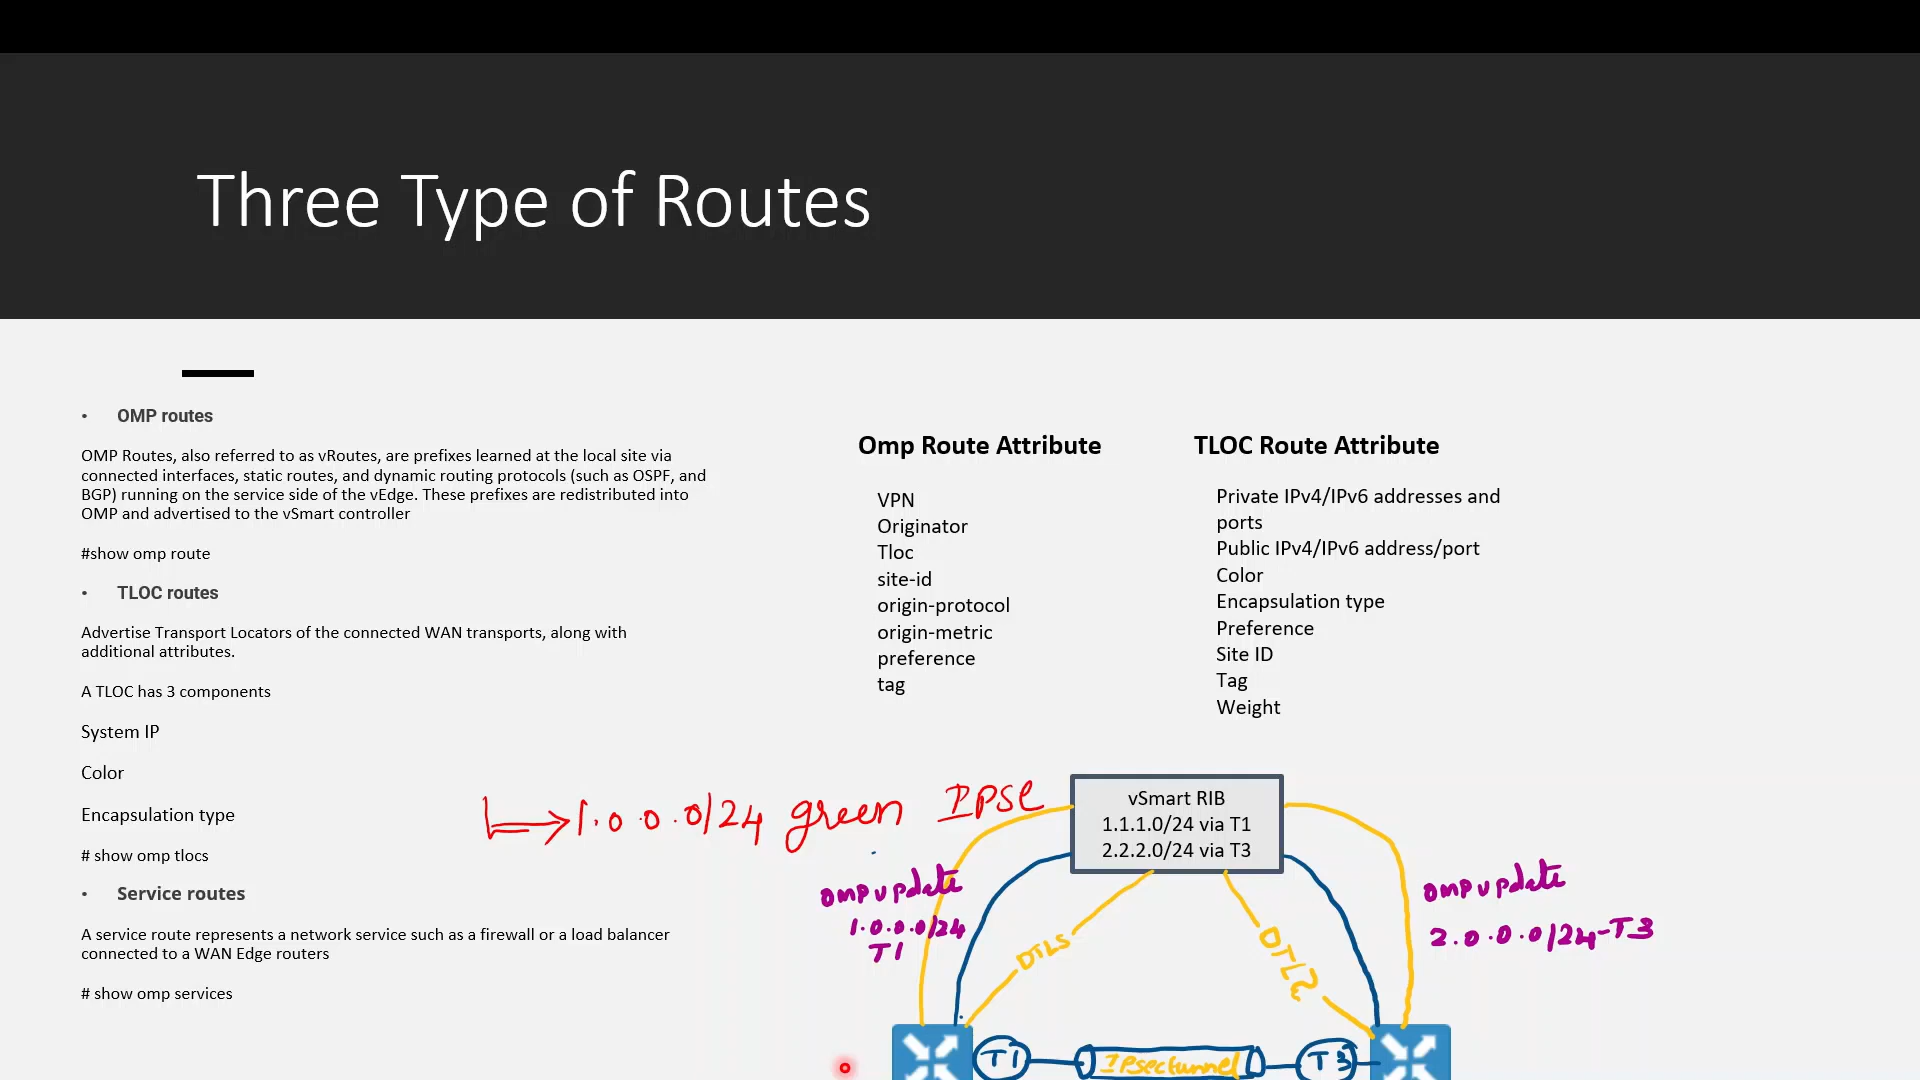 Three Type of Routes
• OMP routes
OMP Routes, also referred to as vRoutes, are prefixes learned at the local site via
connected interfaces, static routes, and dynamic routing protocols (such as OSPF, and
BGP) running on the service side of the vEdge. These prefixes are redistributed into
OMP and advertised to the vSmart controller
#show omp route
• TLOC routes
Advertise Transport Locators of the connected WAN transports, along with
additional attributes.
A TLOC has 3 components
System IP
Color
Encapsulation type
# show omp tlocs
• Service routes
A service route represents a network service such as a firewall or a load balancer
connected to a WAN Edge routers
# show omp services
Omp Route Attribute
VPN
Originator
Tloc
site-id
origin-protocol
origin-metric
preference
tag
TLOC Route Attribute
Private IPv4/IPv6 addresses and
ports
Public IPv4/IPv6 address/port
Color
Encapsulation type
Preference
Site ID
Tag
Weight
1.0.0.0/24 green IPSe
vSmart RIB
1.1.1.0/24 via T1
2.2.2.0/24 via T3
omp update
1.0.0.0/24
T1
omp update
2.0.0.0/24-T3
DTLS
T1
IPsectunnel
T3